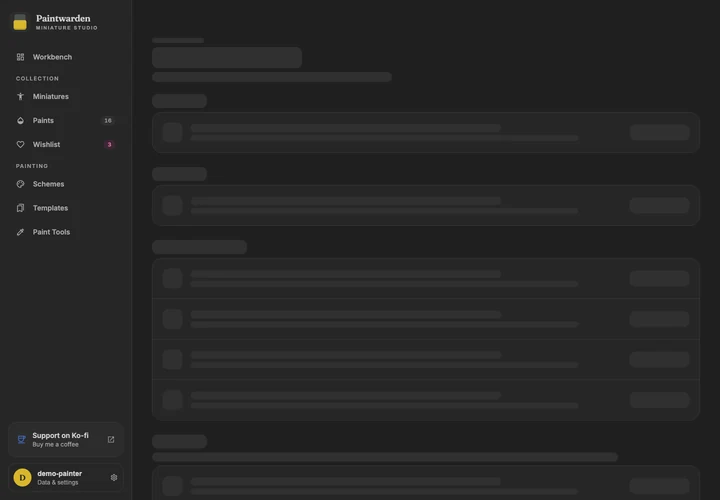 Paintwarden
MINIATURE STUDIO
Workbench
COLLECTION
Miniatures
Paints 16
Wishlist 3
PAINTING
Schemes
Templates
Paint Tools
Support on Ko-fi
Buy me a coffee
D
demo-painter
Data & settings